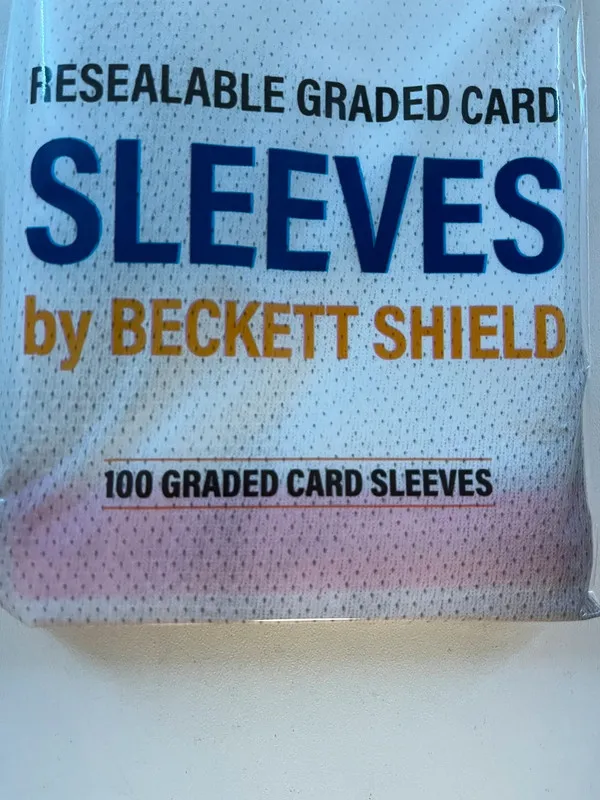 RESEALABLE GRADED CARD
SLEEVES
by BECKETT SHIELD
100 GRADED CARD SLEEVES